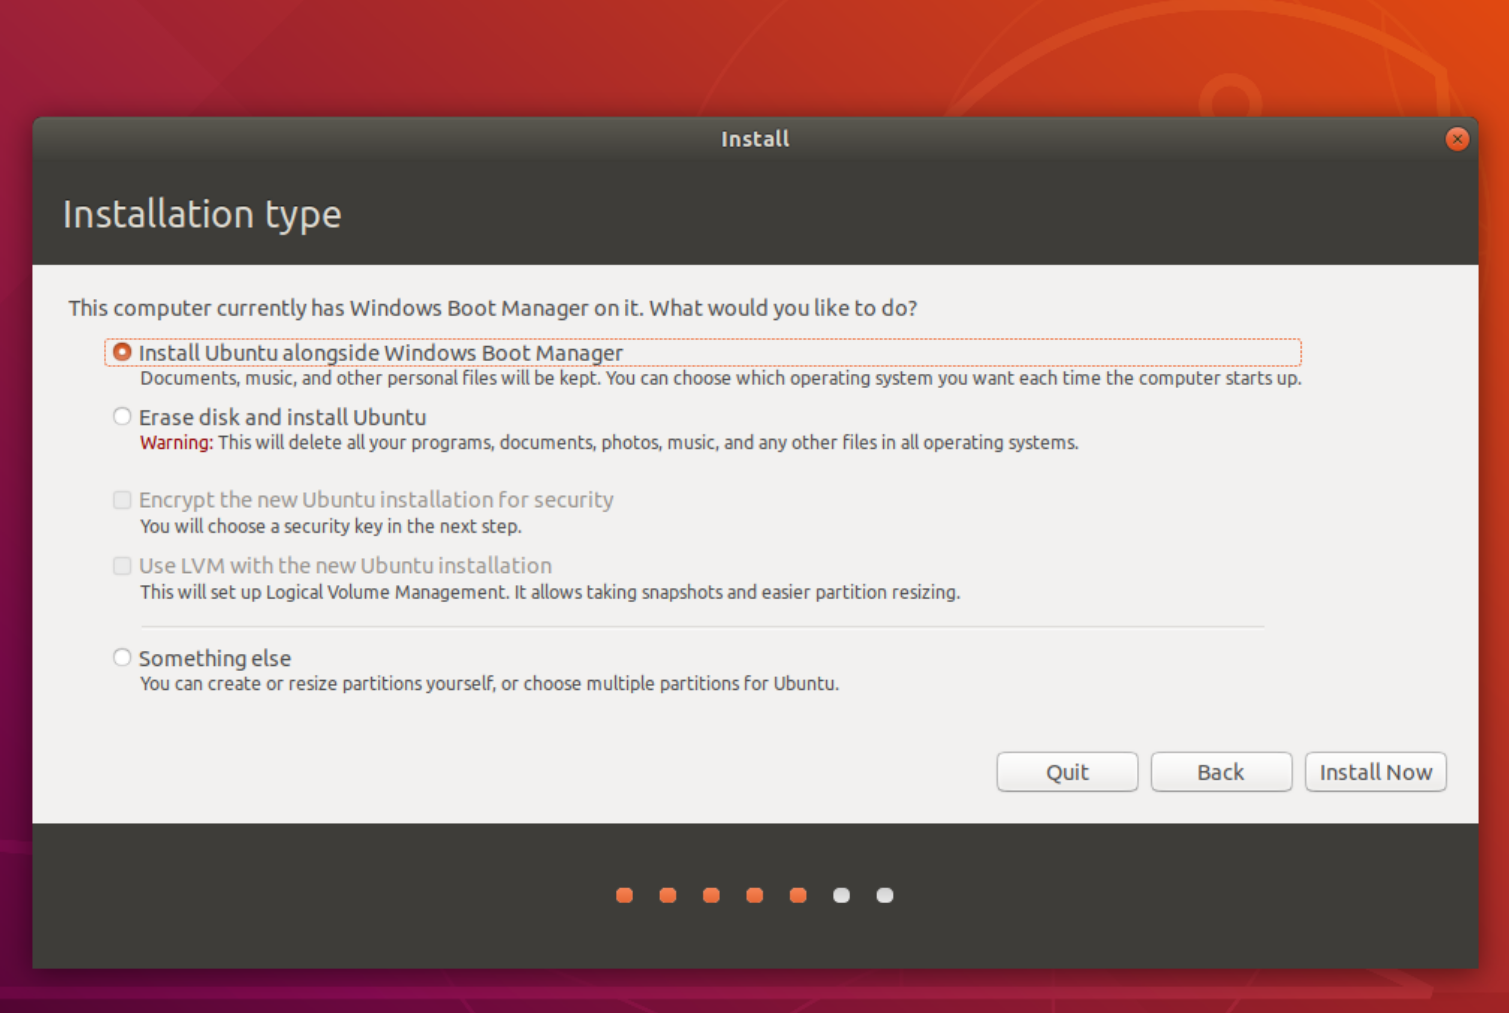 Install
Installation type
This computer currently has Windows Boot Manager on it. What would you like to do?
Install Ubuntu alongside Windows Boot Manager
Documents, music, and other personal files will be kept. You can choose which operating system you want each time the computer starts up.
Erase disk and install Ubuntu
Warning: This will delete all your programs, documents, photos, music, and any other files in all operating systems.
Encrypt the new Ubuntu installation for security
You will choose a security key in the next step.
Use LVM with the new Ubuntu installation
This will set up Logical Volume Management. It allows taking snapshots and easier partition resizing.
Something else
You can create or resize partitions yourself, or choose multiple partitions for Ubuntu.
Quit Back Install Now